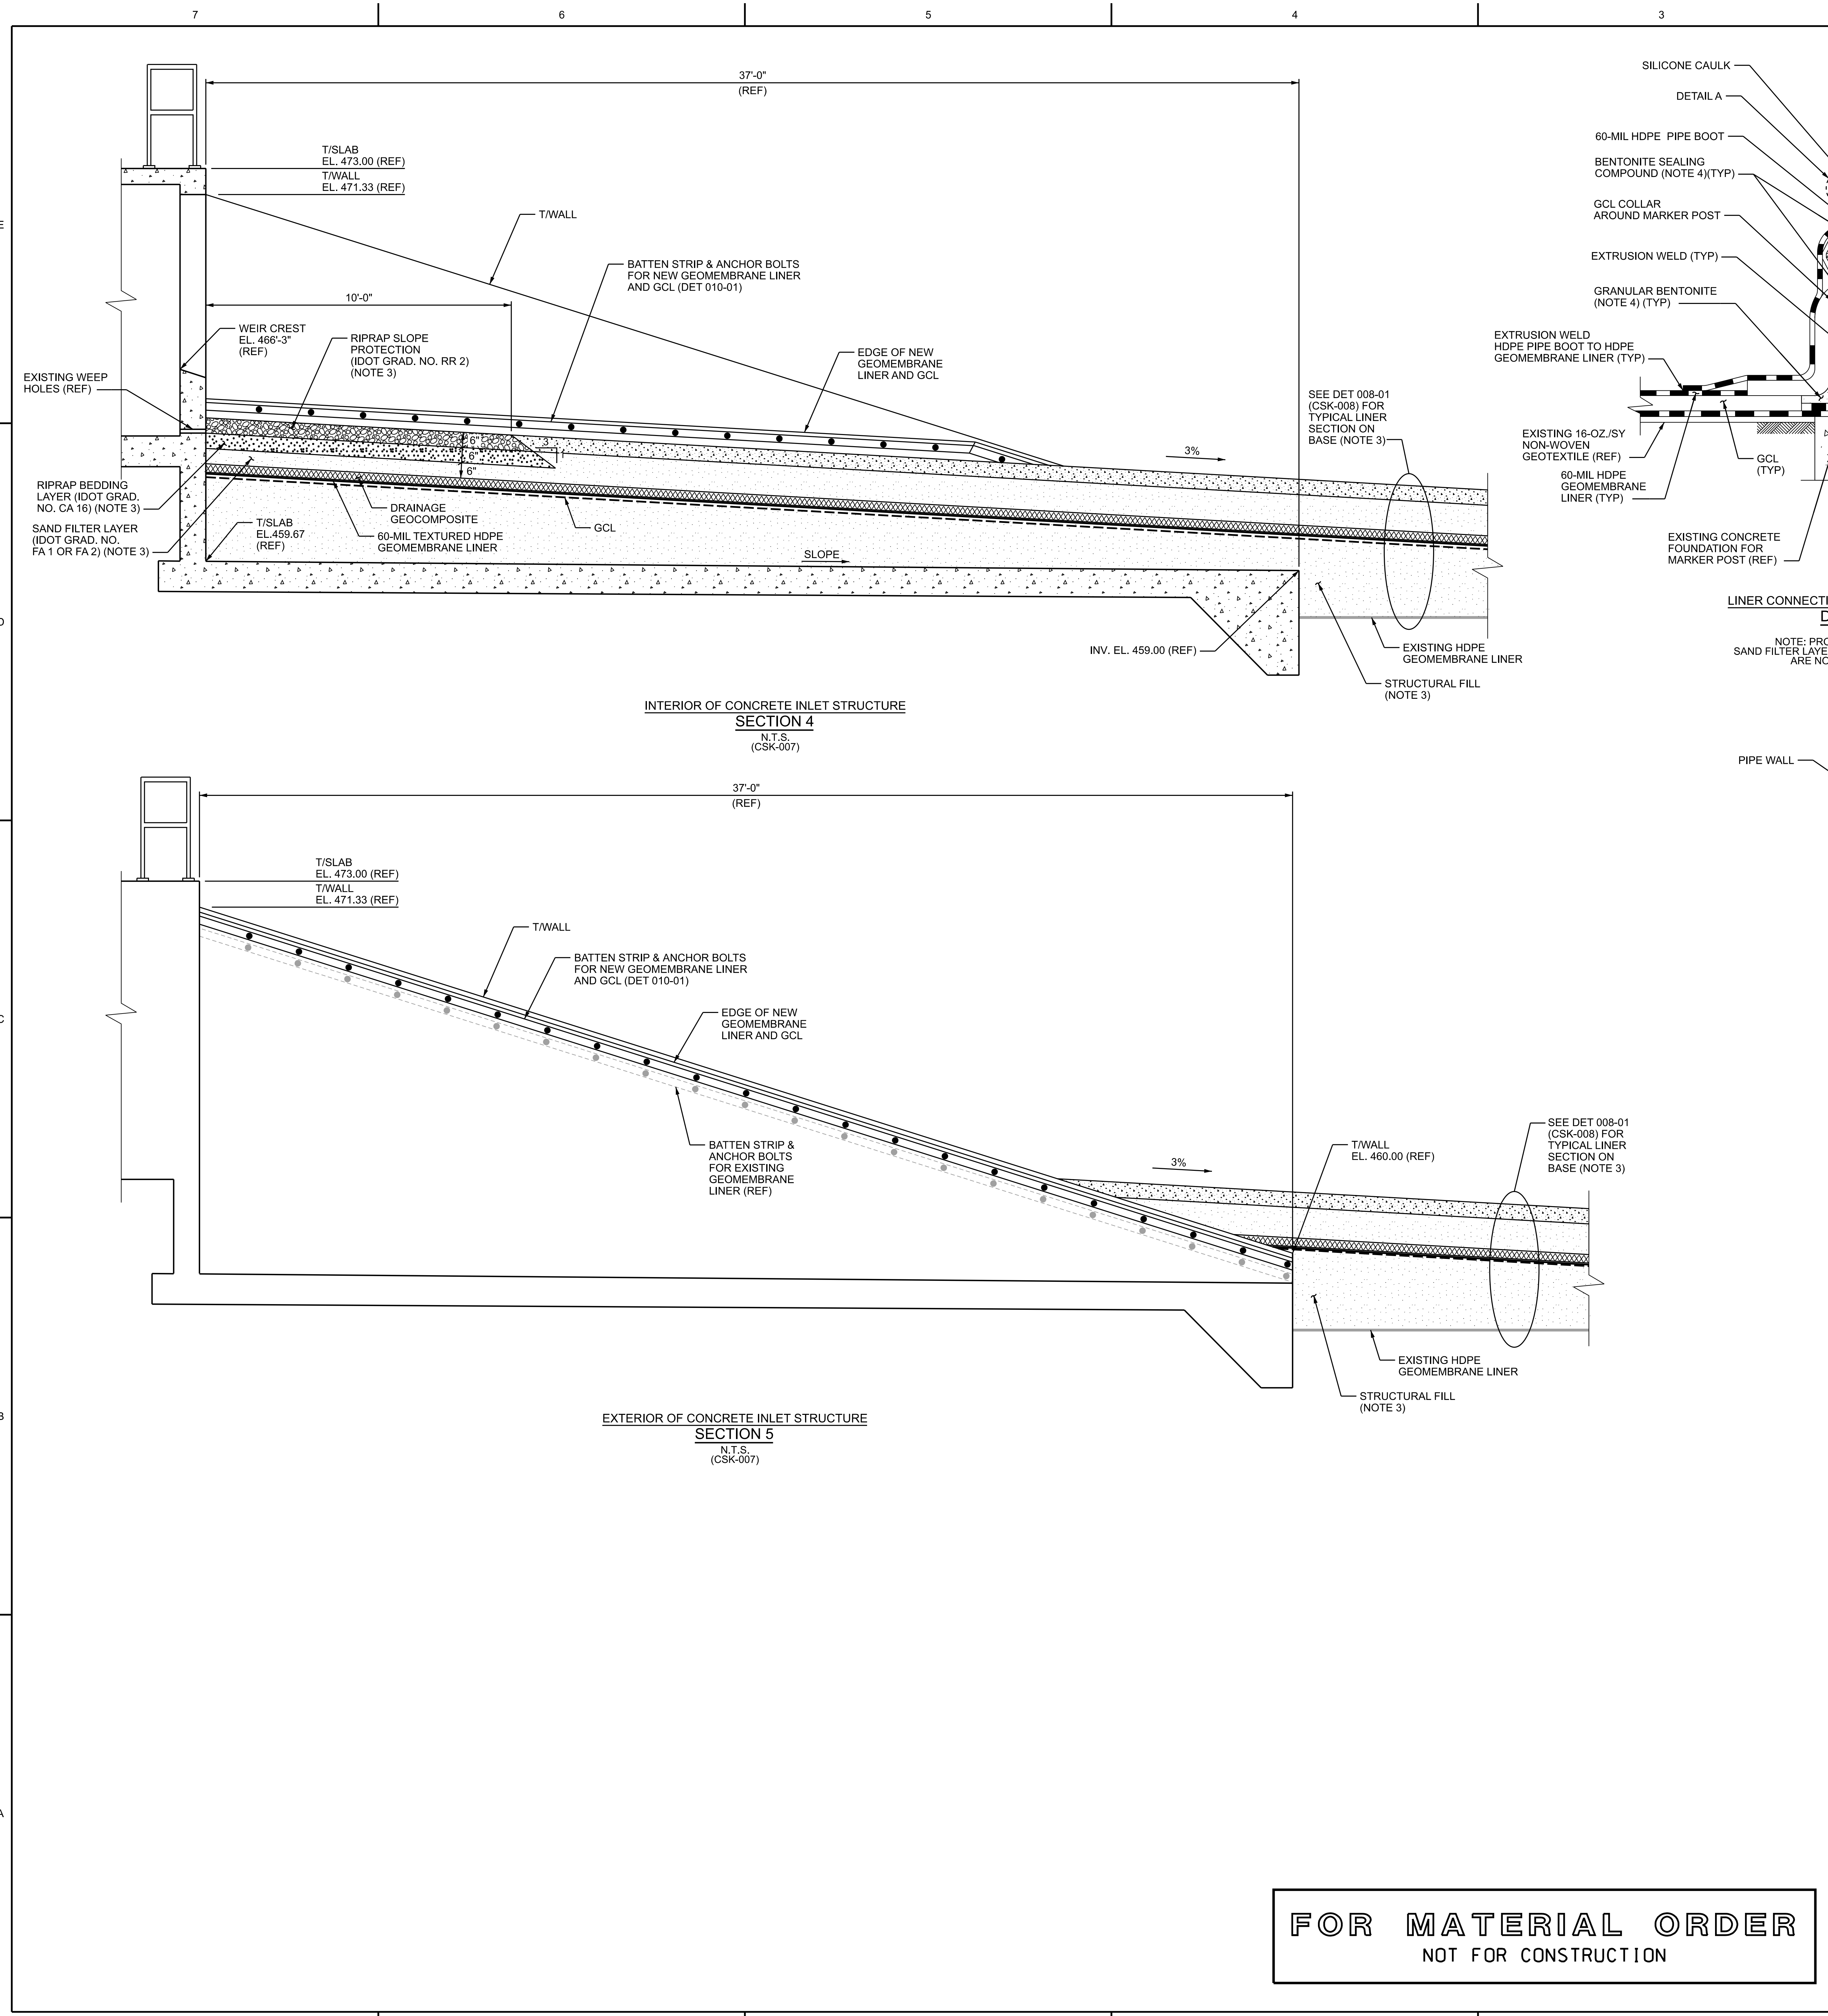 7
6
5
4
3
E
D
C
B
A
37'-0"
(REF)
T/SLAB
EL. 473.00 (REF)
T/WALL
EL. 471.33 (REF)
T/WALL
BATTEN STRIP & ANCHOR BOLTS
FOR NEW GEOMEMBRANE LINER
AND GCL (DET 010-01)
10'-0"
WEIR CREST
EL. 466'-3"
(REF)
RIPRAP SLOPE
PROTECTION
(IDOT GRAD. NO. RR 2)
(NOTE 3)
EDGE OF NEW
GEOMEMBRANE
LINER AND GCL
EXISTING WEEP
HOLES (REF)
SEE DET 008-01
(CSK-008) FOR
TYPICAL LINER
SECTION ON
BASE (NOTE 3)
3%
6"
6"
6"
3
1
RIPRAP BEDDING
LAYER (IDOT GRAD.
NO. CA 16) (NOTE 3)
SAND FILTER LAYER
(IDOT GRAD. NO.
FA 1 OR FA 2) (NOTE 3)
T/SLAB
EL.459.67
(REF)
DRAINAGE
GEOCOMPOSITE
60-MIL TEXTURED HDPE
GEOMEMBRANE LINER
GCL
SLOPE
INV. EL. 459.00 (REF)
EXISTING HDPE
GEOMEMBRANE LINER
STRUCTURAL FILL
(NOTE 3)
INTERIOR OF CONCRETE INLET STRUCTURE
SECTION 4
N.T.S.
(CSK-007)
SILICONE CAULK
DETAIL A
60-MIL HDPE PIPE BOOT
BENTONITE SEALING
COMPOUND (NOTE 4)(TYP)
GCL COLLAR
AROUND MARKER POST
EXTRUSION WELD (TYP)
GRANULAR BENTONITE
(NOTE 4) (TYP)
EXTRUSION WELD
HDPE PIPE BOOT TO HDPE
GEOMEMBRANE LINER (TYP)
EXISTING 16-OZ./SY
NON-WOVEN
GEOTEXTILE (REF)
GCL
(TYP)
60-MIL HDPE
GEOMEMBRANE
LINER (TYP)
EXISTING CONCRETE
FOUNDATION FOR
MARKER POST (REF)
LINER CONNECT
D
NOTE: PRO
SAND FILTER LAYE
ARE NO
PIPE WALL
37'-0"
(REF)
T/SLAB
EL. 473.00 (REF)
T/WALL
EL. 471.33 (REF)
T/WALL
BATTEN STRIP & ANCHOR BOLTS
FOR NEW GEOMEMBRANE LINER
AND GCL (DET 010-01)
EDGE OF NEW
GEOMEMBRANE
LINER AND GCL
BATTEN STRIP &
ANCHOR BOLTS
FOR EXISTING
GEOMEMBRANE
LINER (REF)
3%
T/WALL
EL. 460.00 (REF)
SEE DET 008-01
(CSK-008) FOR
TYPICAL LINER
SECTION ON
BASE (NOTE 3)
EXISTING HDPE
GEOMEMBRANE LINER
STRUCTURAL FILL
(NOTE 3)
EXTERIOR OF CONCRETE INLET STRUCTURE
SECTION 5
N.T.S.
(CSK-007)
FOR MATERIAL ORDER
NOT FOR CONSTRUCTION